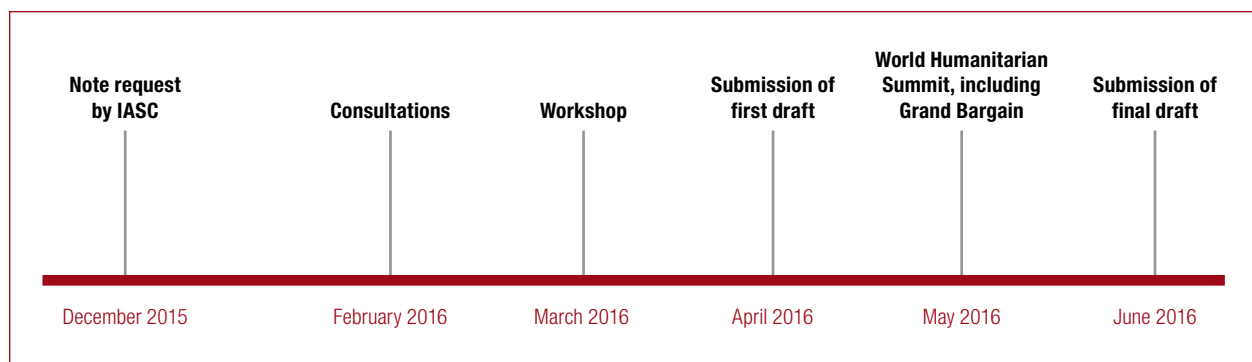 Note request
by IASC
Consultations
Workshop
Submission of
first draft
World Humanitarian
Summit, including
Grand Bargain
Submission of
final draft
December 2015
February 2016
March 2016
April 2016
May 2016
June 2016